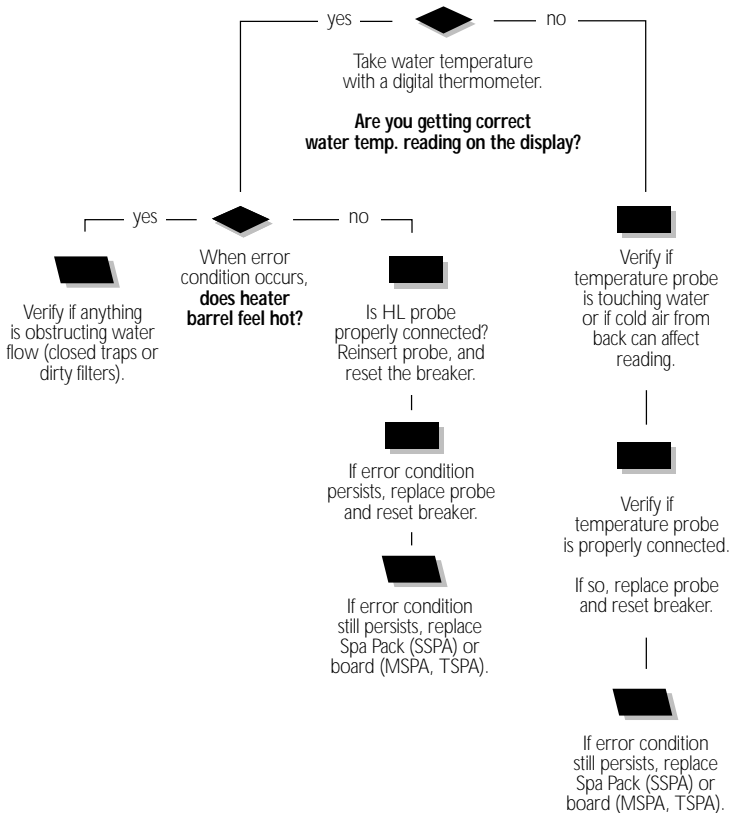 yes
no
Take water temperature
with a digital thermometer.
Are you getting correct
water temp. reading on the display?
yes
no
When error
condition occurs,
does heater
barrel feel hot?
Verify if anything
is obstructing water
flow (closed traps or
dirty filters).
Is HL probe
properly connected?
Reinsert probe, and
reset the breaker.
If error condition
persists, replace probe
and reset breaker.
If error condition
still persists, replace
Spa Pack (SSPA) or
board (MSPA, TSPA).
Verify if
temperature probe
is touching water
or if cold air from
back can affect
reading.
Verify if
temperature probe
is properly connected.
If so, replace probe
and reset breaker.
If error condition
still persists, replace
Spa Pack (SSPA) or
board (MSPA, TSPA).